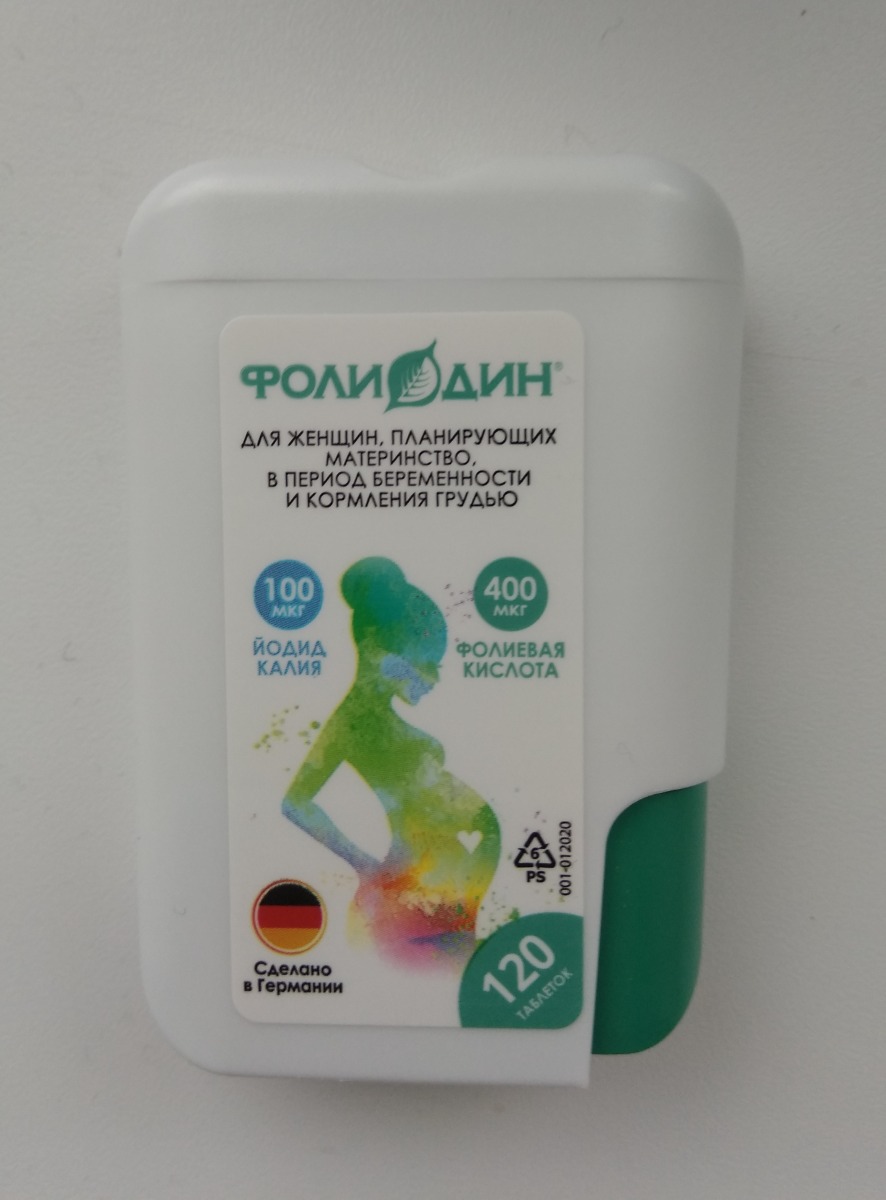 ФОЛИОДИН®
ДЛЯ ЖЕНЩИН, ПЛАНИРУЮЩИХ
МАТЕРИНСТВО,
В ПЕРИОД БЕРЕМЕННОСТИ
И КОРМЛЕНИЯ ГРУДЬЮ
100
МКГ
ЙОДИД
КАЛИЯ
400
МКГ
ФОЛИЕВАЯ
КИСЛОТА
6
PS
001-012020
Сделано
в Германии
120
ТАБЛЕТОК